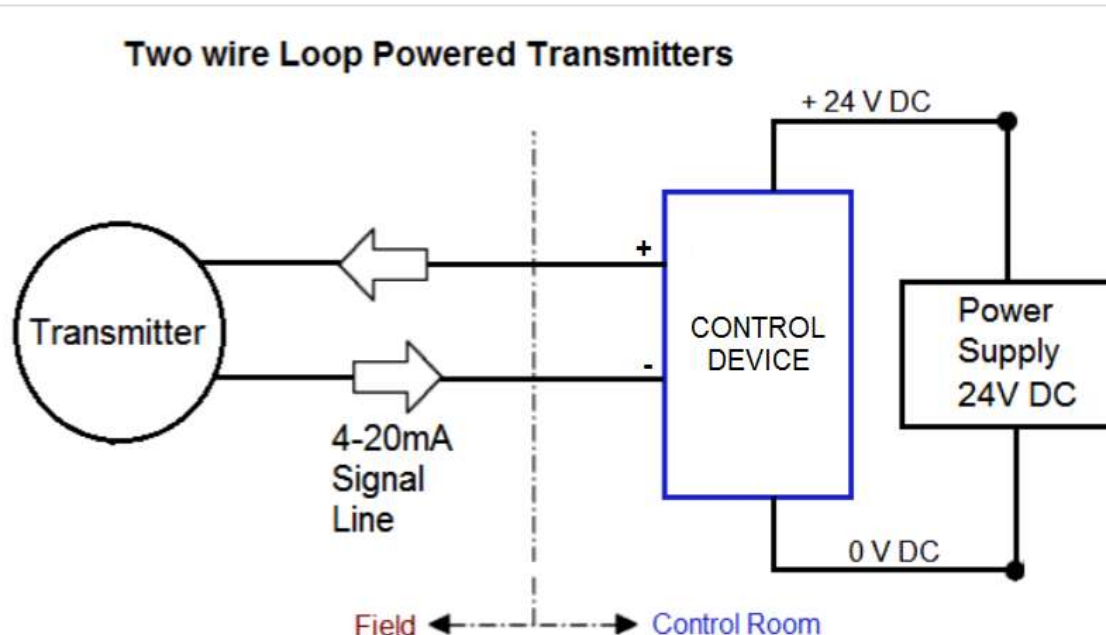 Two wire Loop Powered Transmitters
+ 24 V DC
+
Transmitter
CONTROL
DEVICE
-
Power
Supply
24V DC
4-20mA
Signal
Line
0 V DC
Field
Control Room